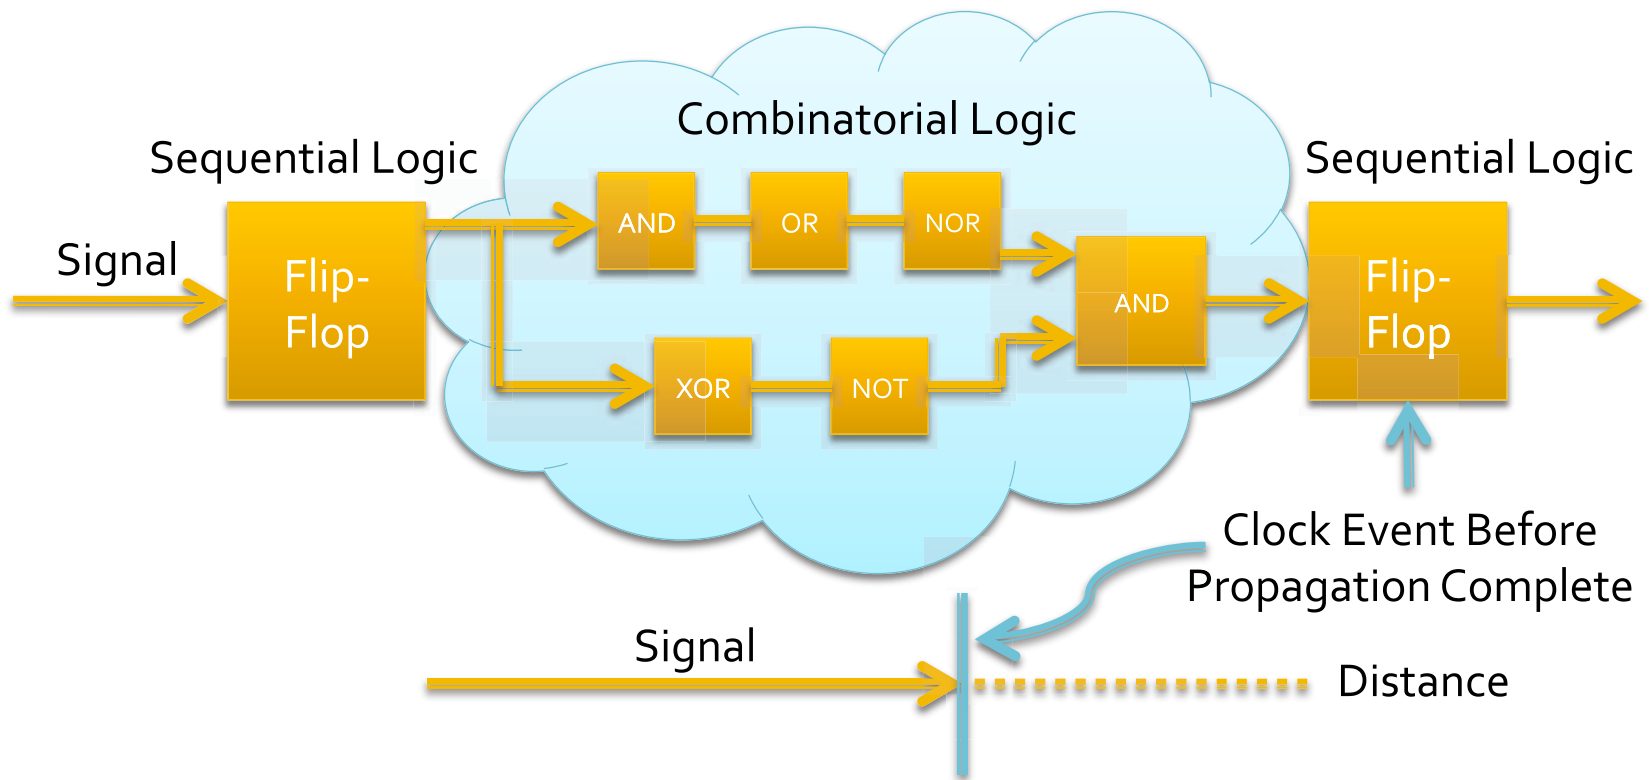 Combinatorial Logic
Sequential Logic
Sequential Logic
Signal
Flip-
Flop
AND
OR
NOR
AND
XOR
NOT
Flip-
Flop
Clock Event Before
Propagation Complete
Signal
Distance